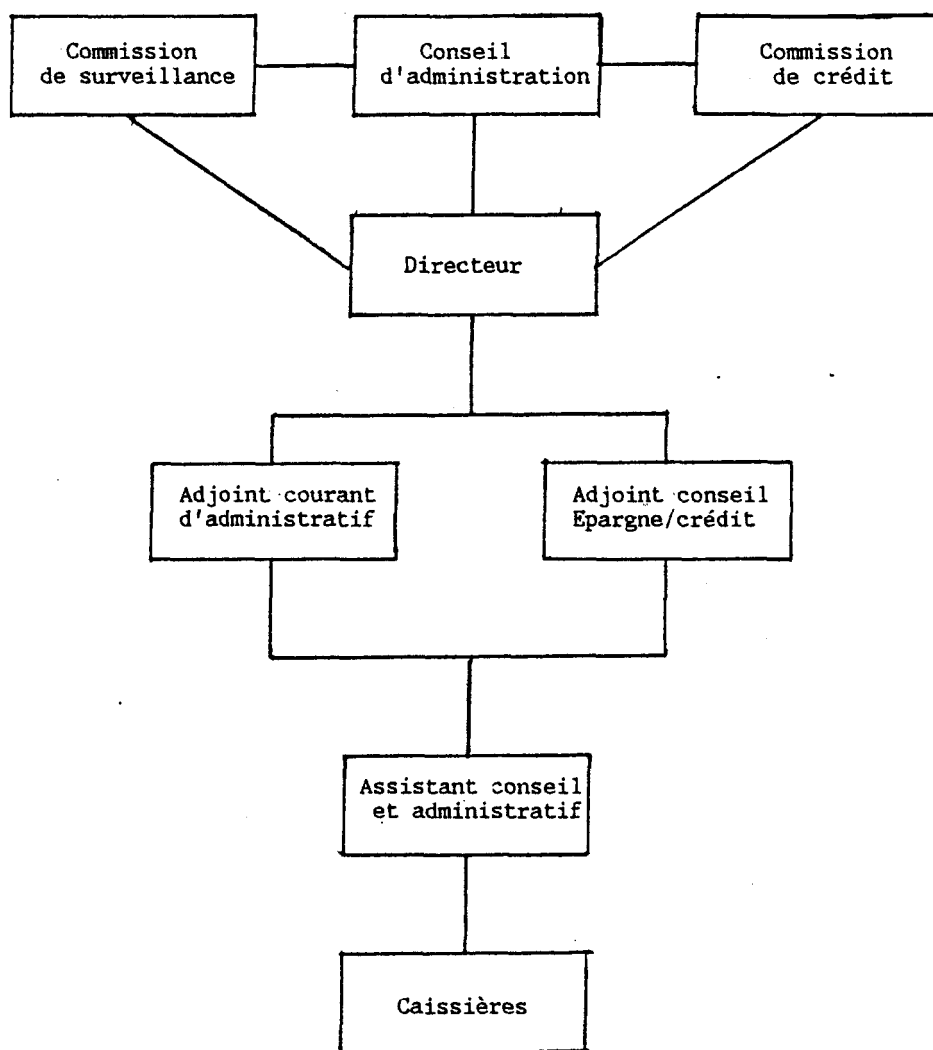 Commission
de surveillance
Conseil
d'administration
Commission
de crédit
Directeur
Adjoint courant
d'administratif
Adjoint conseil
Epargne/crédit
Assistant conseil
et administratif
Caissières